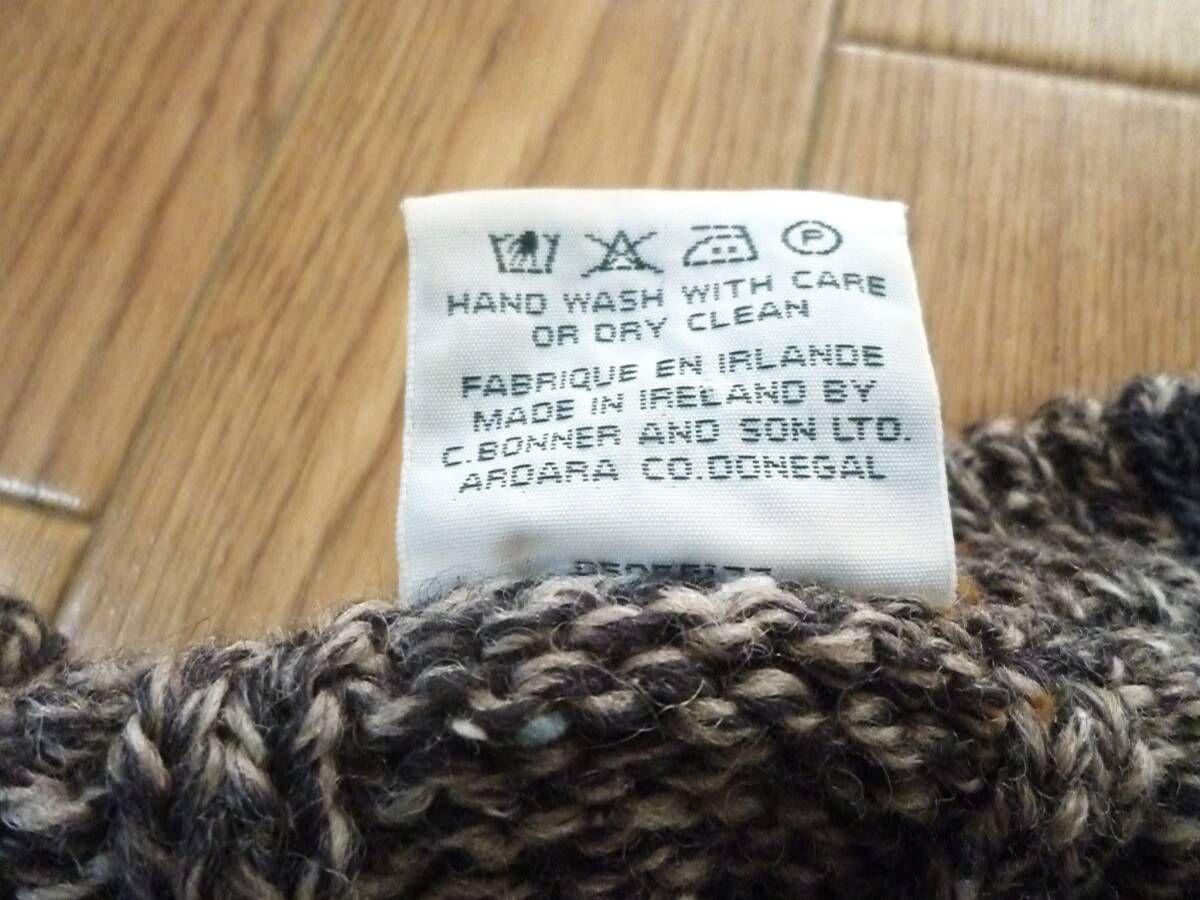 P
HAND WASH WITH CARE
OR DRY CLEAN
FABRIQUE EN IRLANDE
MADE IN IRELAND BY
C.BONNER AND SON LTD.
ARDARA CO.DONEGAL